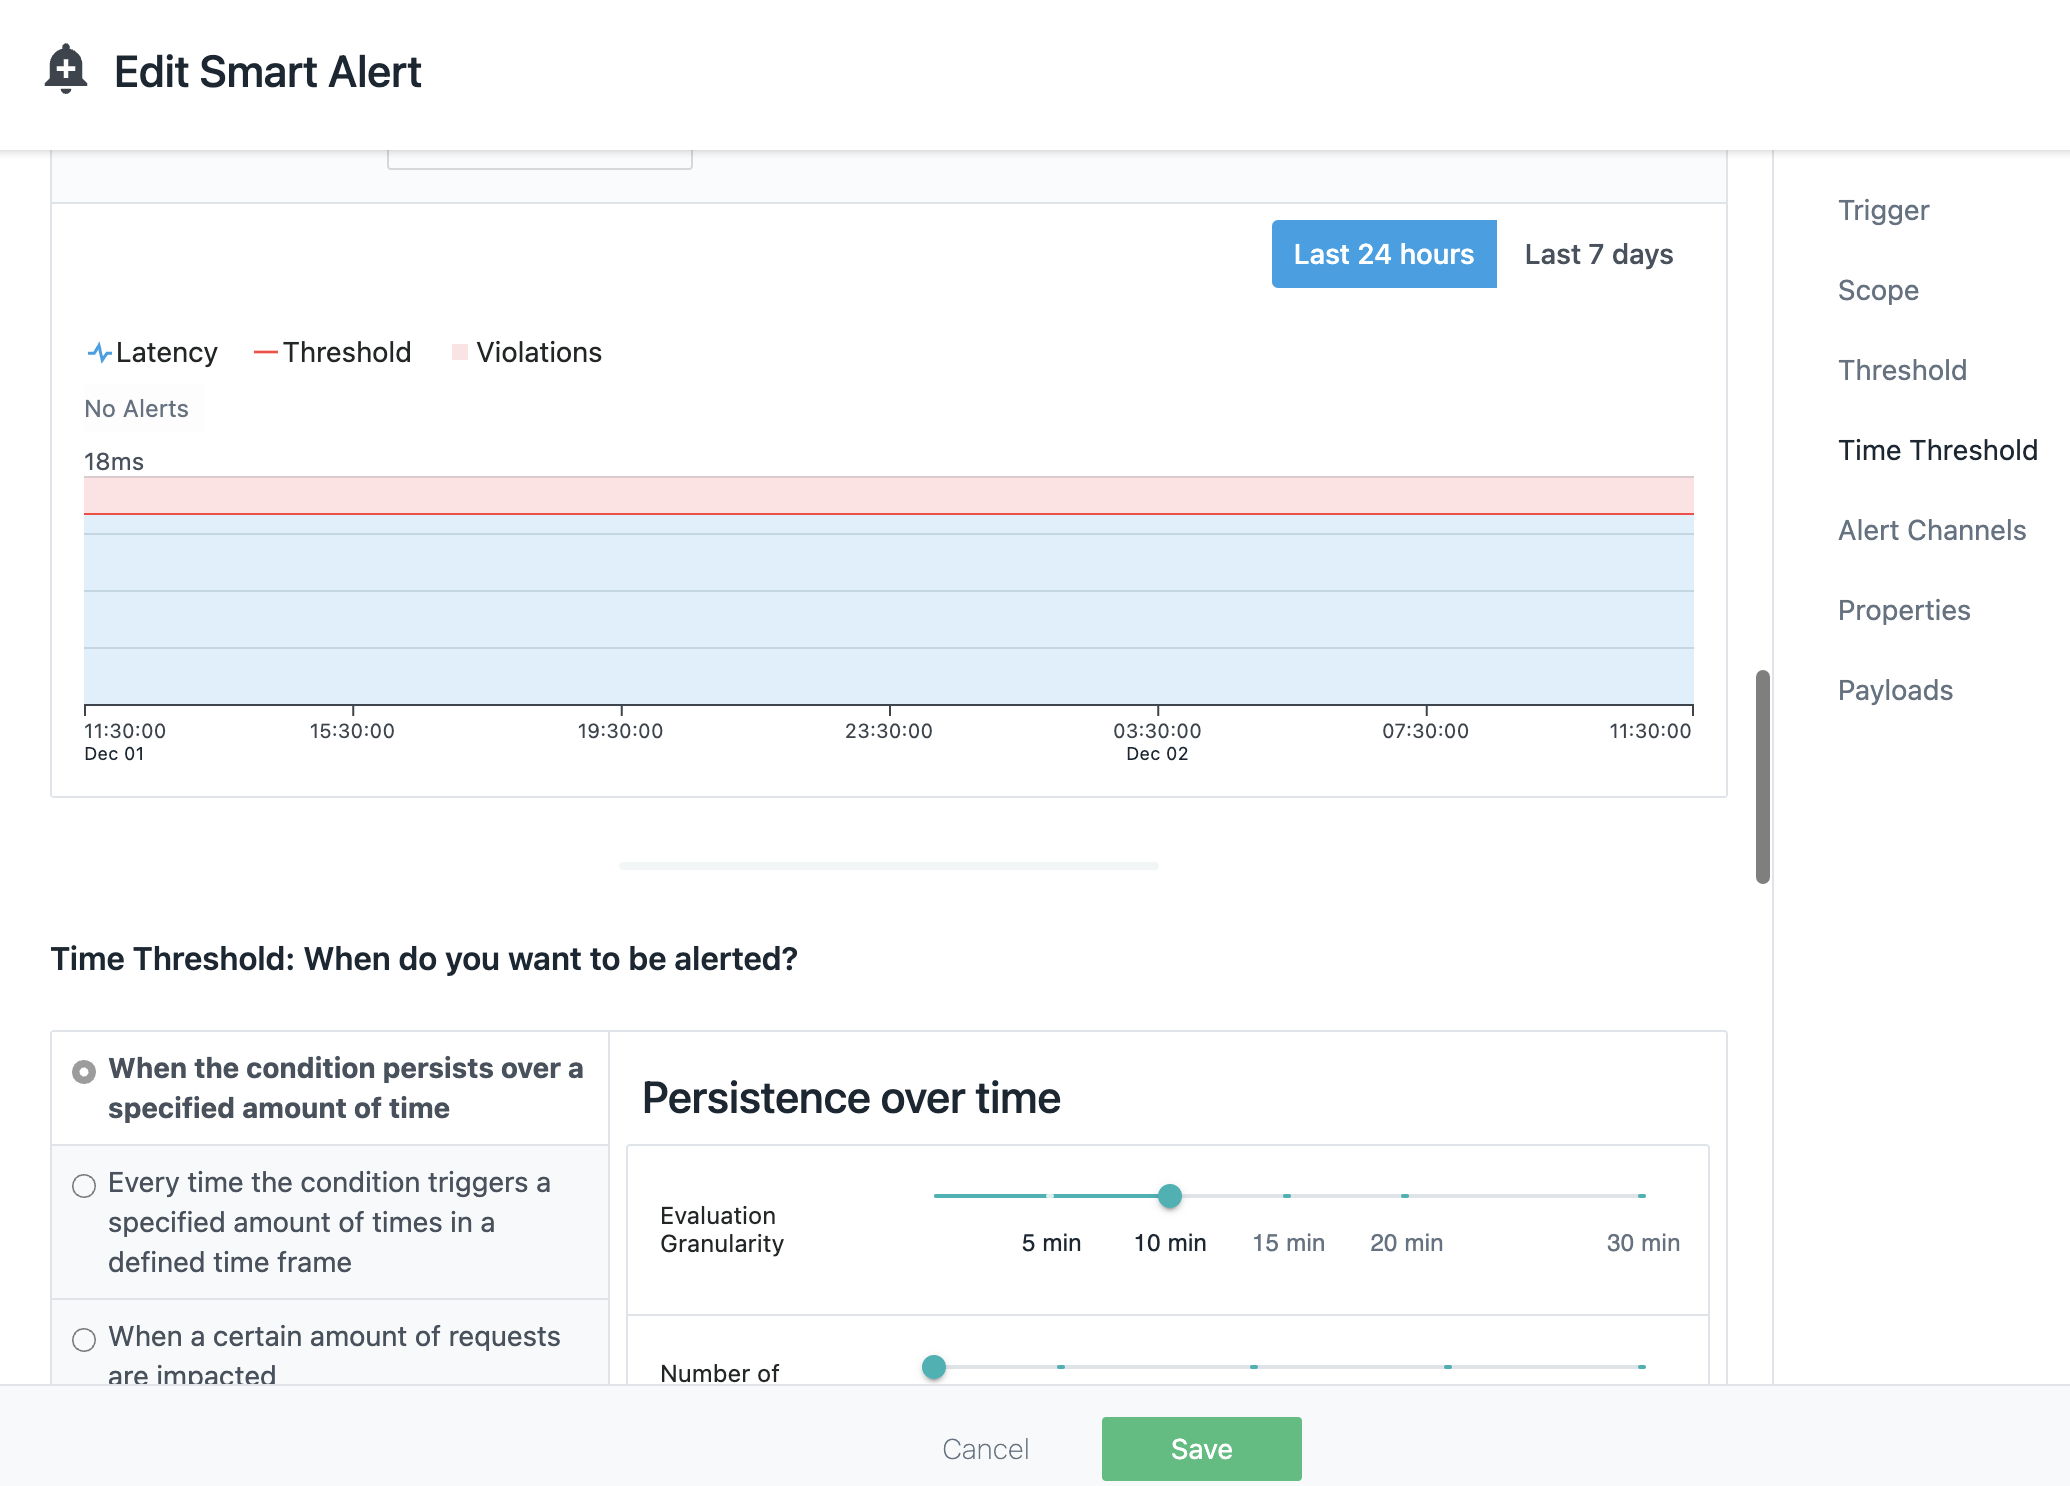 Edit Smart Alert
Last 24 hours
Last 7 days
Latency
Threshold
Violations
No Alerts
18ms
11:30:00
15:30:00
19:30:00
23:30:00
03:30:00
07:30:00
11:30:00
Dec 01
Dec 02
Time Threshold: When do you want to be alerted?
When the condition persists over a
specified amount of time
Every time the condition triggers a
specified amount of times in a
defined time frame
When a certain amount of requests
are impacted
Persistence over time
Evaluation
Granularity
5 min
10 min
15 min
20 min
30 min
Number of
Cancel
Save
Trigger
Scope
Threshold
Time Threshold
Alert Channels
Properties
Payloads